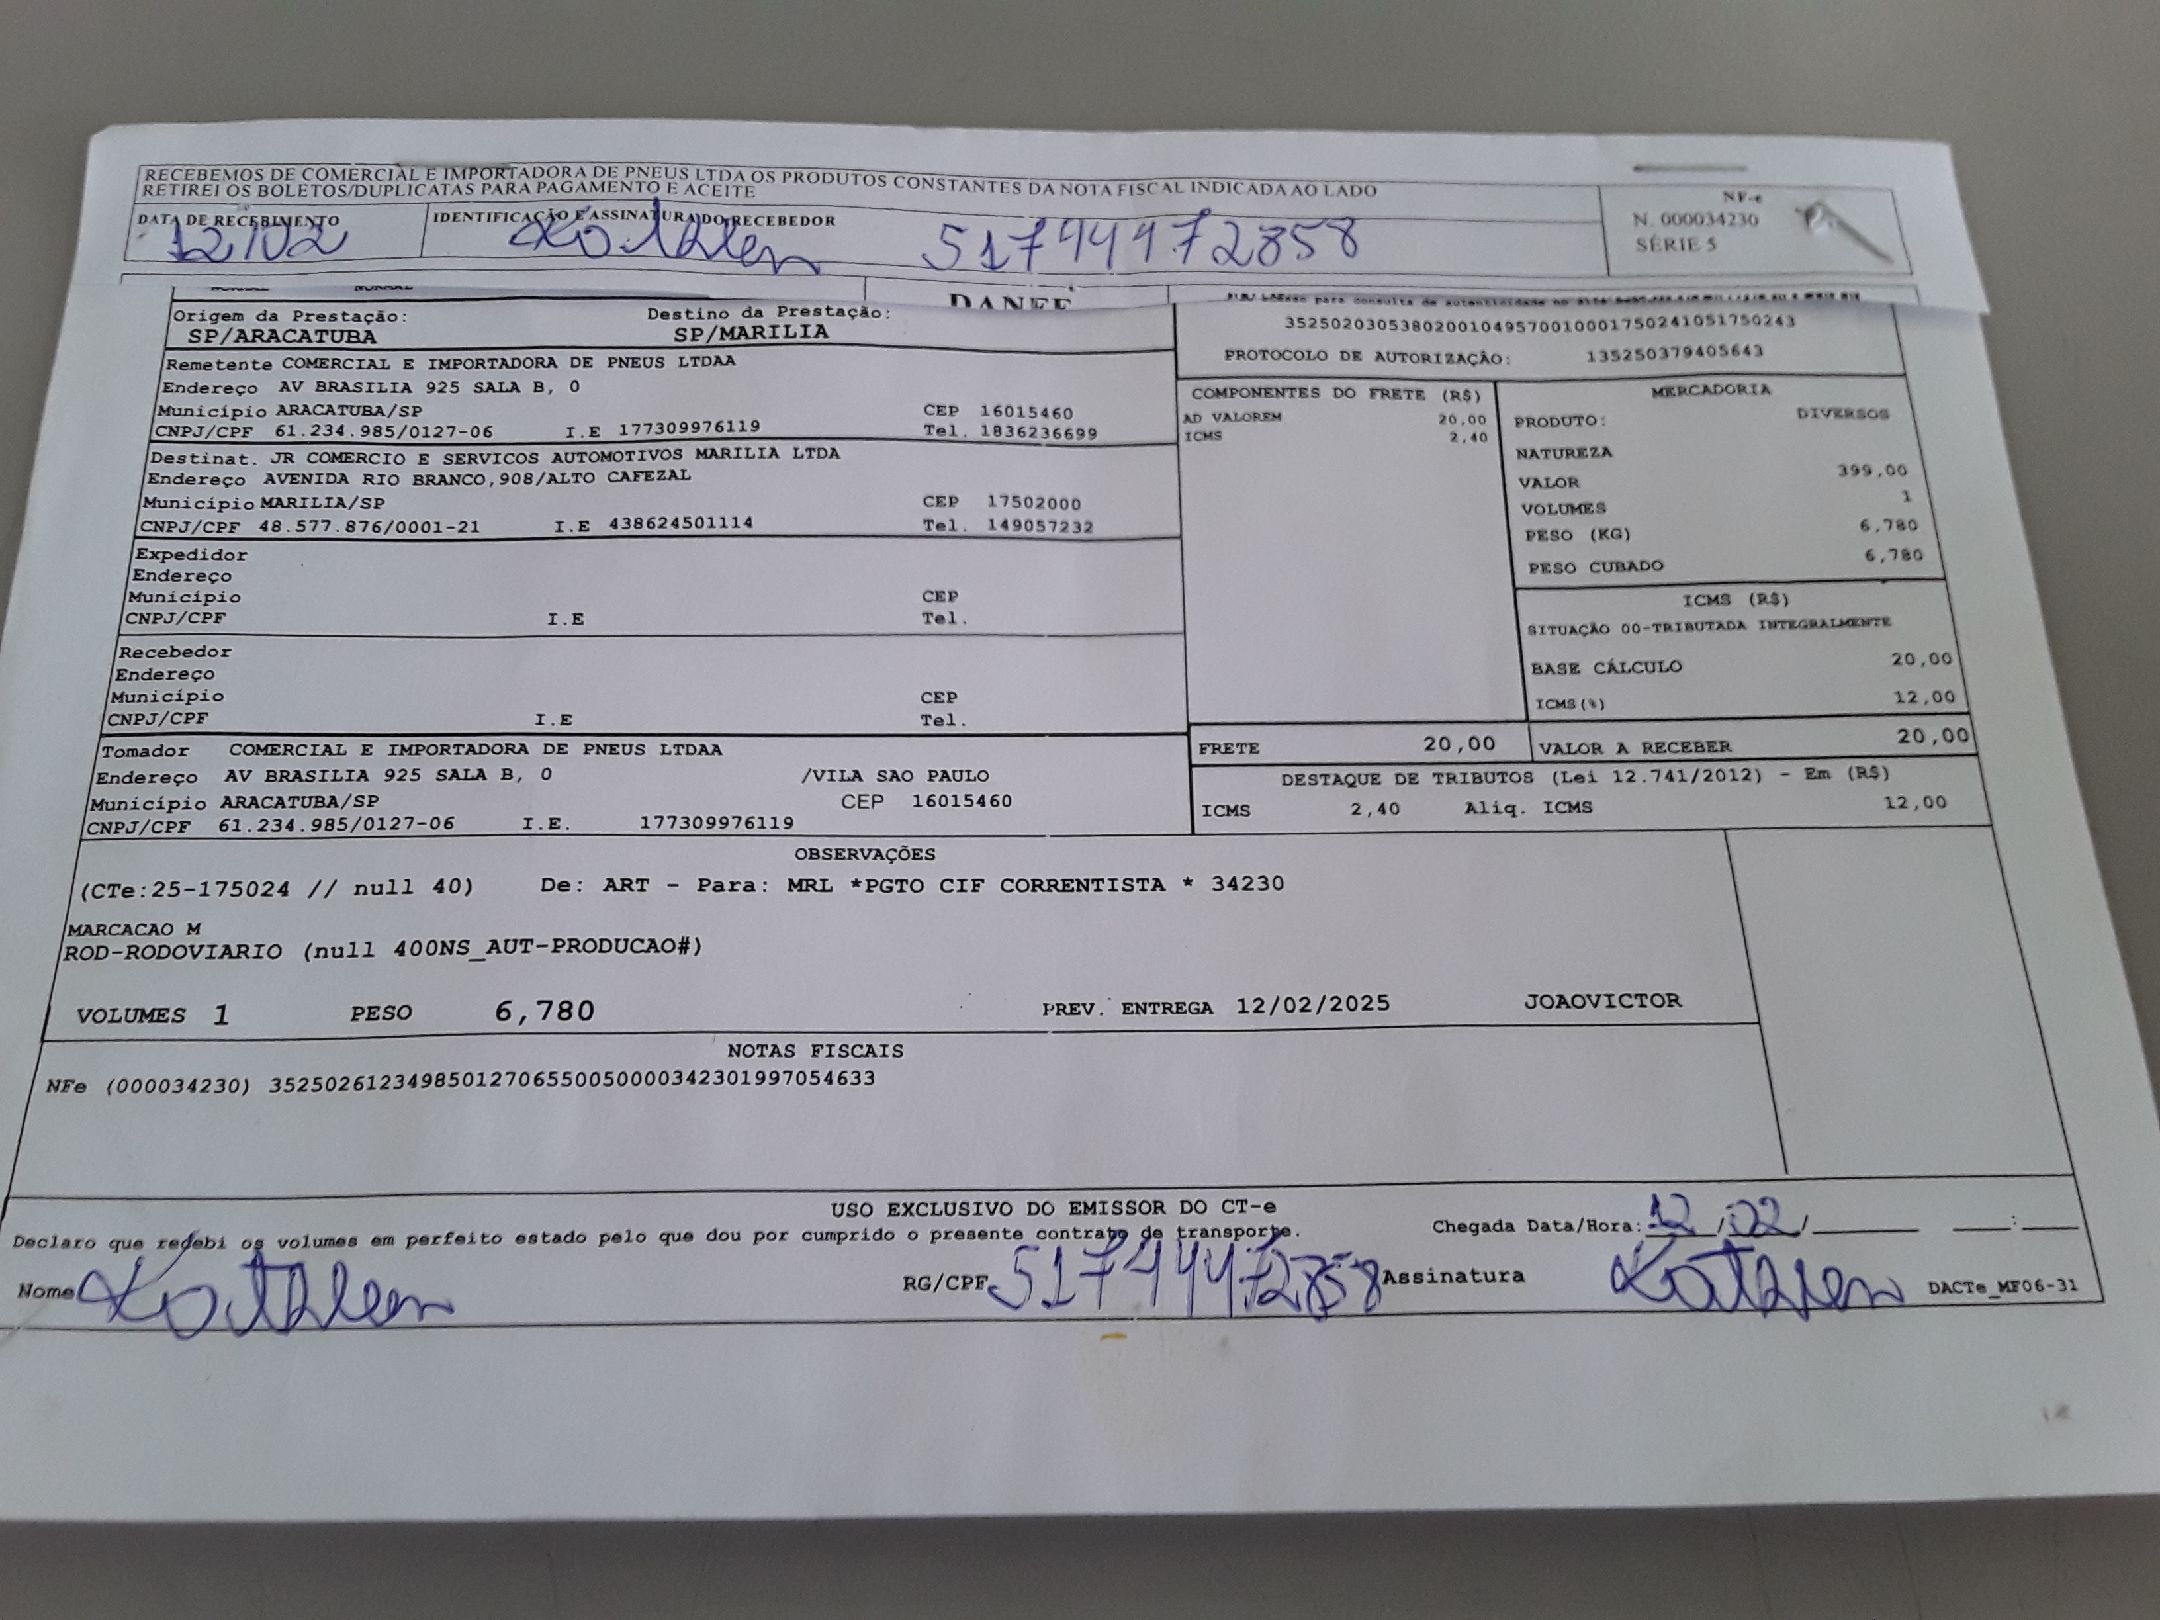 RECEBEMOS DE COMERCIAL E IMPORTADORA DE PNEUS LTDA OS PRODUTOS CONSTANTES DA NOTA FISCAL INDICADA AO LADO
RETIREI OS BOLETOS/DUPLICATAS PARA PAGAMENTO E ACEITE
NF-e
N. 000034230
SÉRIE 5
DATA DE RECEBIMENTO IDENTIFICAÇÃO E ASSINATURA DO RECEBEDOR
12/02 Kathleen 51744472858
DANFE
Origem da Prestação: Destino da Prestação:
SP/ARACATUBA SP/MARILIA
para consulta de autenticidade no site
35250203053802001049570010001750241051750243
PROTOCOLO DE AUTORIZAÇÃO: 135250379405643
Remetente COMERCIAL E IMPORTADORA DE PNEUS LTDAA
Endereço AV BRASILIA 925 SALA B, 0
Município ARACATUBA/SP CEP 16015460
CNPJ/CPF 61.234.985/0127-06 I.E 177309976119 Tel. 1836236699
Destinat. JR COMERCIO E SERVICOS AUTOMOTIVOS MARILIA LTDA
Endereço AVENIDA RIO BRANCO,908/ALTO CAFEZAL
Município MARILIA/SP CEP 17502000
CNPJ/CPF 48.577.876/0001-21 I.E 438624501114 Tel. 149057232
Expedidor
Endereço
Município CEP
CNPJ/CPF I.E Tel.
Recebedor
Endereço
Município CEP
CNPJ/CPF I.E Tel.
Tomador COMERCIAL E IMPORTADORA DE PNEUS LTDAA
Endereço AV BRASILIA 925 SALA B, 0 /VILA SAO PAULO
Município ARACATUBA/SP CEP 16015460
CNPJ/CPF 61.234.985/0127-06 I.E. 177309976119
COMPONENTES DO FRETE (R$)
AD VALOREM 20,00
ICMS 2,40
MERCADORIA
PRODUTO: DIVERSOS
NATUREZA
VALOR 399,00
VOLUMES 1
PESO (KG) 6,780
PESO CUBADO 6,780
ICMS (R$)
SITUAÇÃO 00-TRIBUTADA INTEGRALMENTE
BASE CÁLCULO 20,00
ICMS(%) 12,00
FRETE 20,00 VALOR A RECEBER 20,00
DESTAQUE DE TRIBUTOS (Lei 12.741/2012) - Em (R$)
ICMS 2,40 Aliq. ICMS 12,00
OBSERVAÇÕES
(CTe:25-175024 // null 40) De: ART - Para: MRL *PGTO CIF CORRENTISTA * 34230
MARCACAO M
ROD-RODOVIARIO (null 400NS_AUT-PRODUCAO#)
VOLUMES 1 PESO 6,780 PREV. ENTREGA 12/02/2025 JOAOVICTOR
NOTAS FISCAIS
NFe (000034230) 35250261234985012706550050000342301997054633
USO EXCLUSIVO DO EMISSOR DO CT-e
Declaro que recebi os volumes em perfeito estado pelo que dou por cumprido o presente contrato de transporte. Chegada Data/Hora: 12/02/ :
Nome Kathleen RG/CPF 51744472858 Assinatura Kathleen DACTe_MF06-31